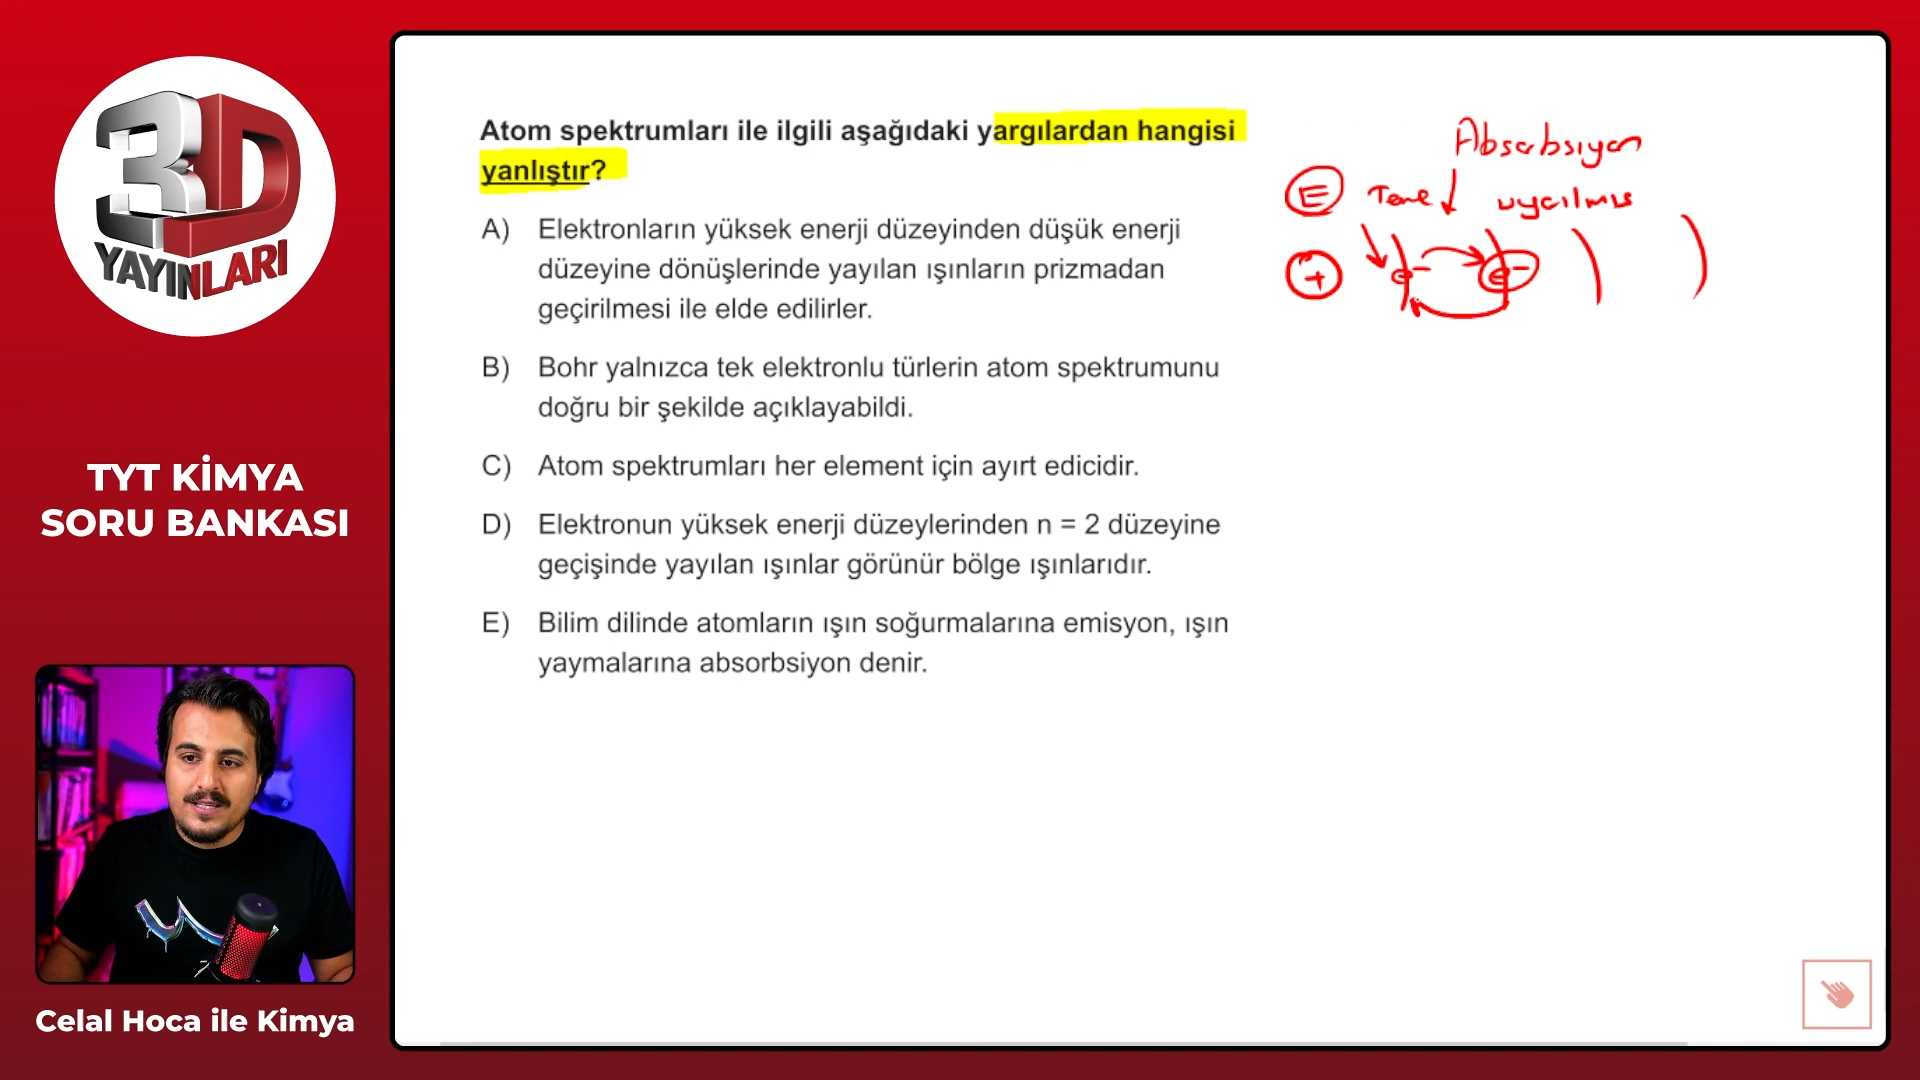 3D
YAYINLARI
TYT KİMYA
SORU BANKASI
Celal Hoca ile Kimya
Atom spektrumları ile ilgili aşağıdaki yargılardan hangisi
yanlıştır?
A) Elektronların yüksek enerji düzeyinden düşük enerji
düzeyine dönüşlerinde yayılan ışınların prizmadan
geçirilmesi ile elde edilirler.
B) Bohr yalnızca tek elektronlu türlerin atom spektrumunu
doğru bir şekilde açıklayabildi.
C) Atom spektrumları her element için ayırt edicidir.
D) Elektronun yüksek enerji düzeylerinden n = 2 düzeyine
geçişinde yayılan ışınlar görünür bölge ışınlarıdır.
E) Bilim dilinde atomların ışın soğurmalarına emisyon, ışın
yaymalarına absorbsiyon denir.
Absorbsiyon
E Temel uyarılmış
+ e- e-